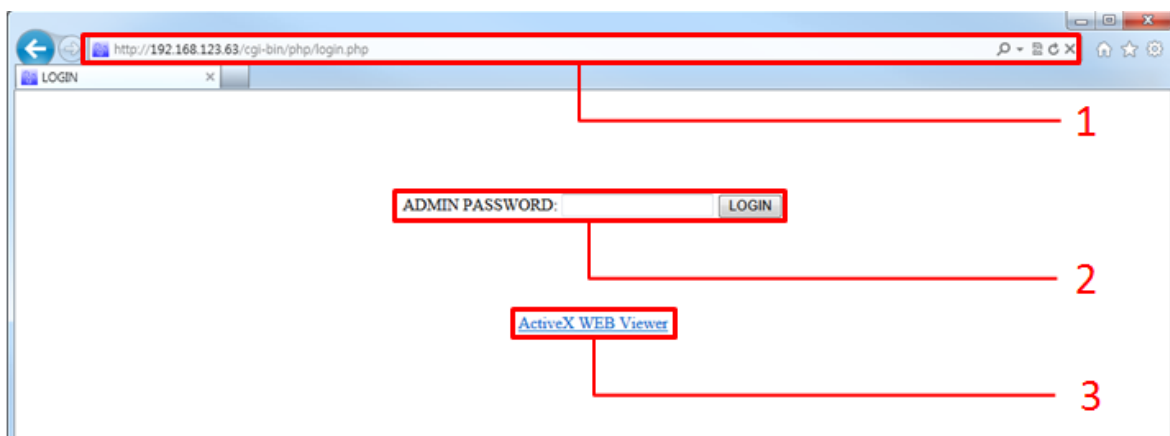 http://192.168.123.63/cgi-bin/php/login.php
LOGIN
1
ADMIN PASSWORD: LOGIN
2
ActiveX WEB Viewer
3